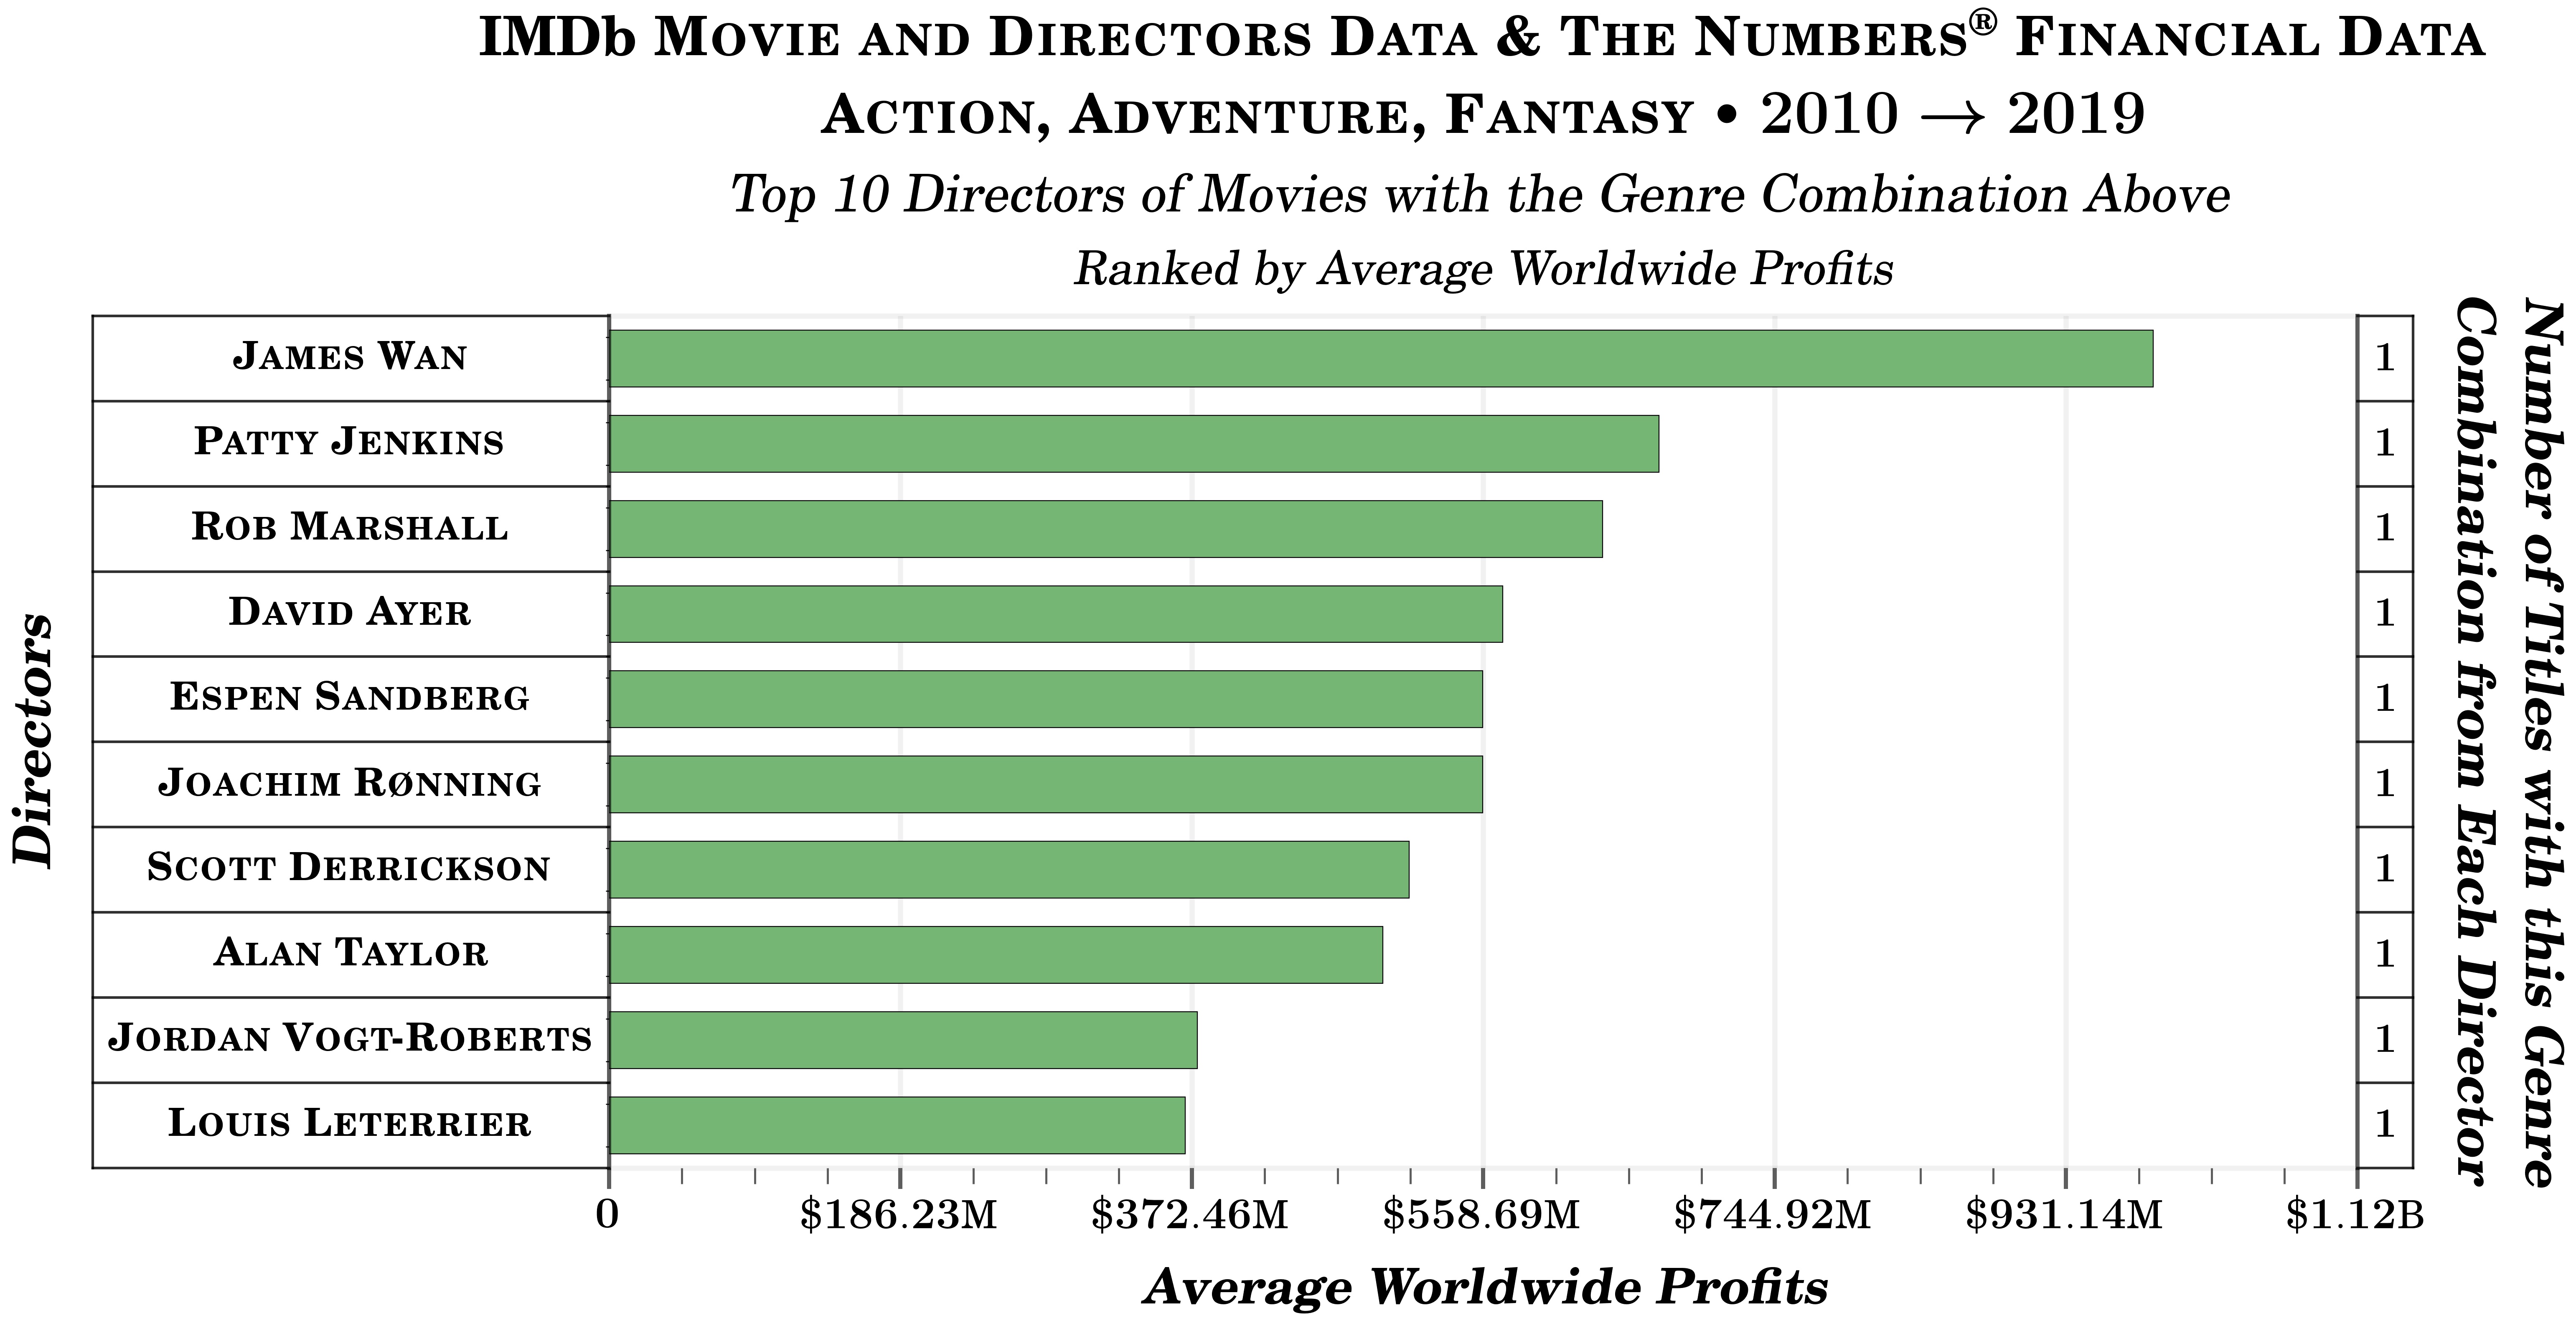 IMDb Movie and Directors Data & The Numbers® Financial Data
Action, Adventure, Fantasy • 2010 → 2019
Top 10 Directors of Movies with the Genre Combination Above
Ranked by Average Worldwide Profits
Directors
James Wan 1
Patty Jenkins 1
Rob Marshall 1
David Ayer 1
Espen Sandberg 1
Joachim Rønning 1
Scott Derrickson 1
Alan Taylor 1
Jordan Vogt-Roberts 1
Louis Leterrier 1
Number of Titles with this Genre
Combination from Each Director
0 $186.23M $372.46M $558.69M $744.92M $931.14M $1.12B
Average Worldwide Profits